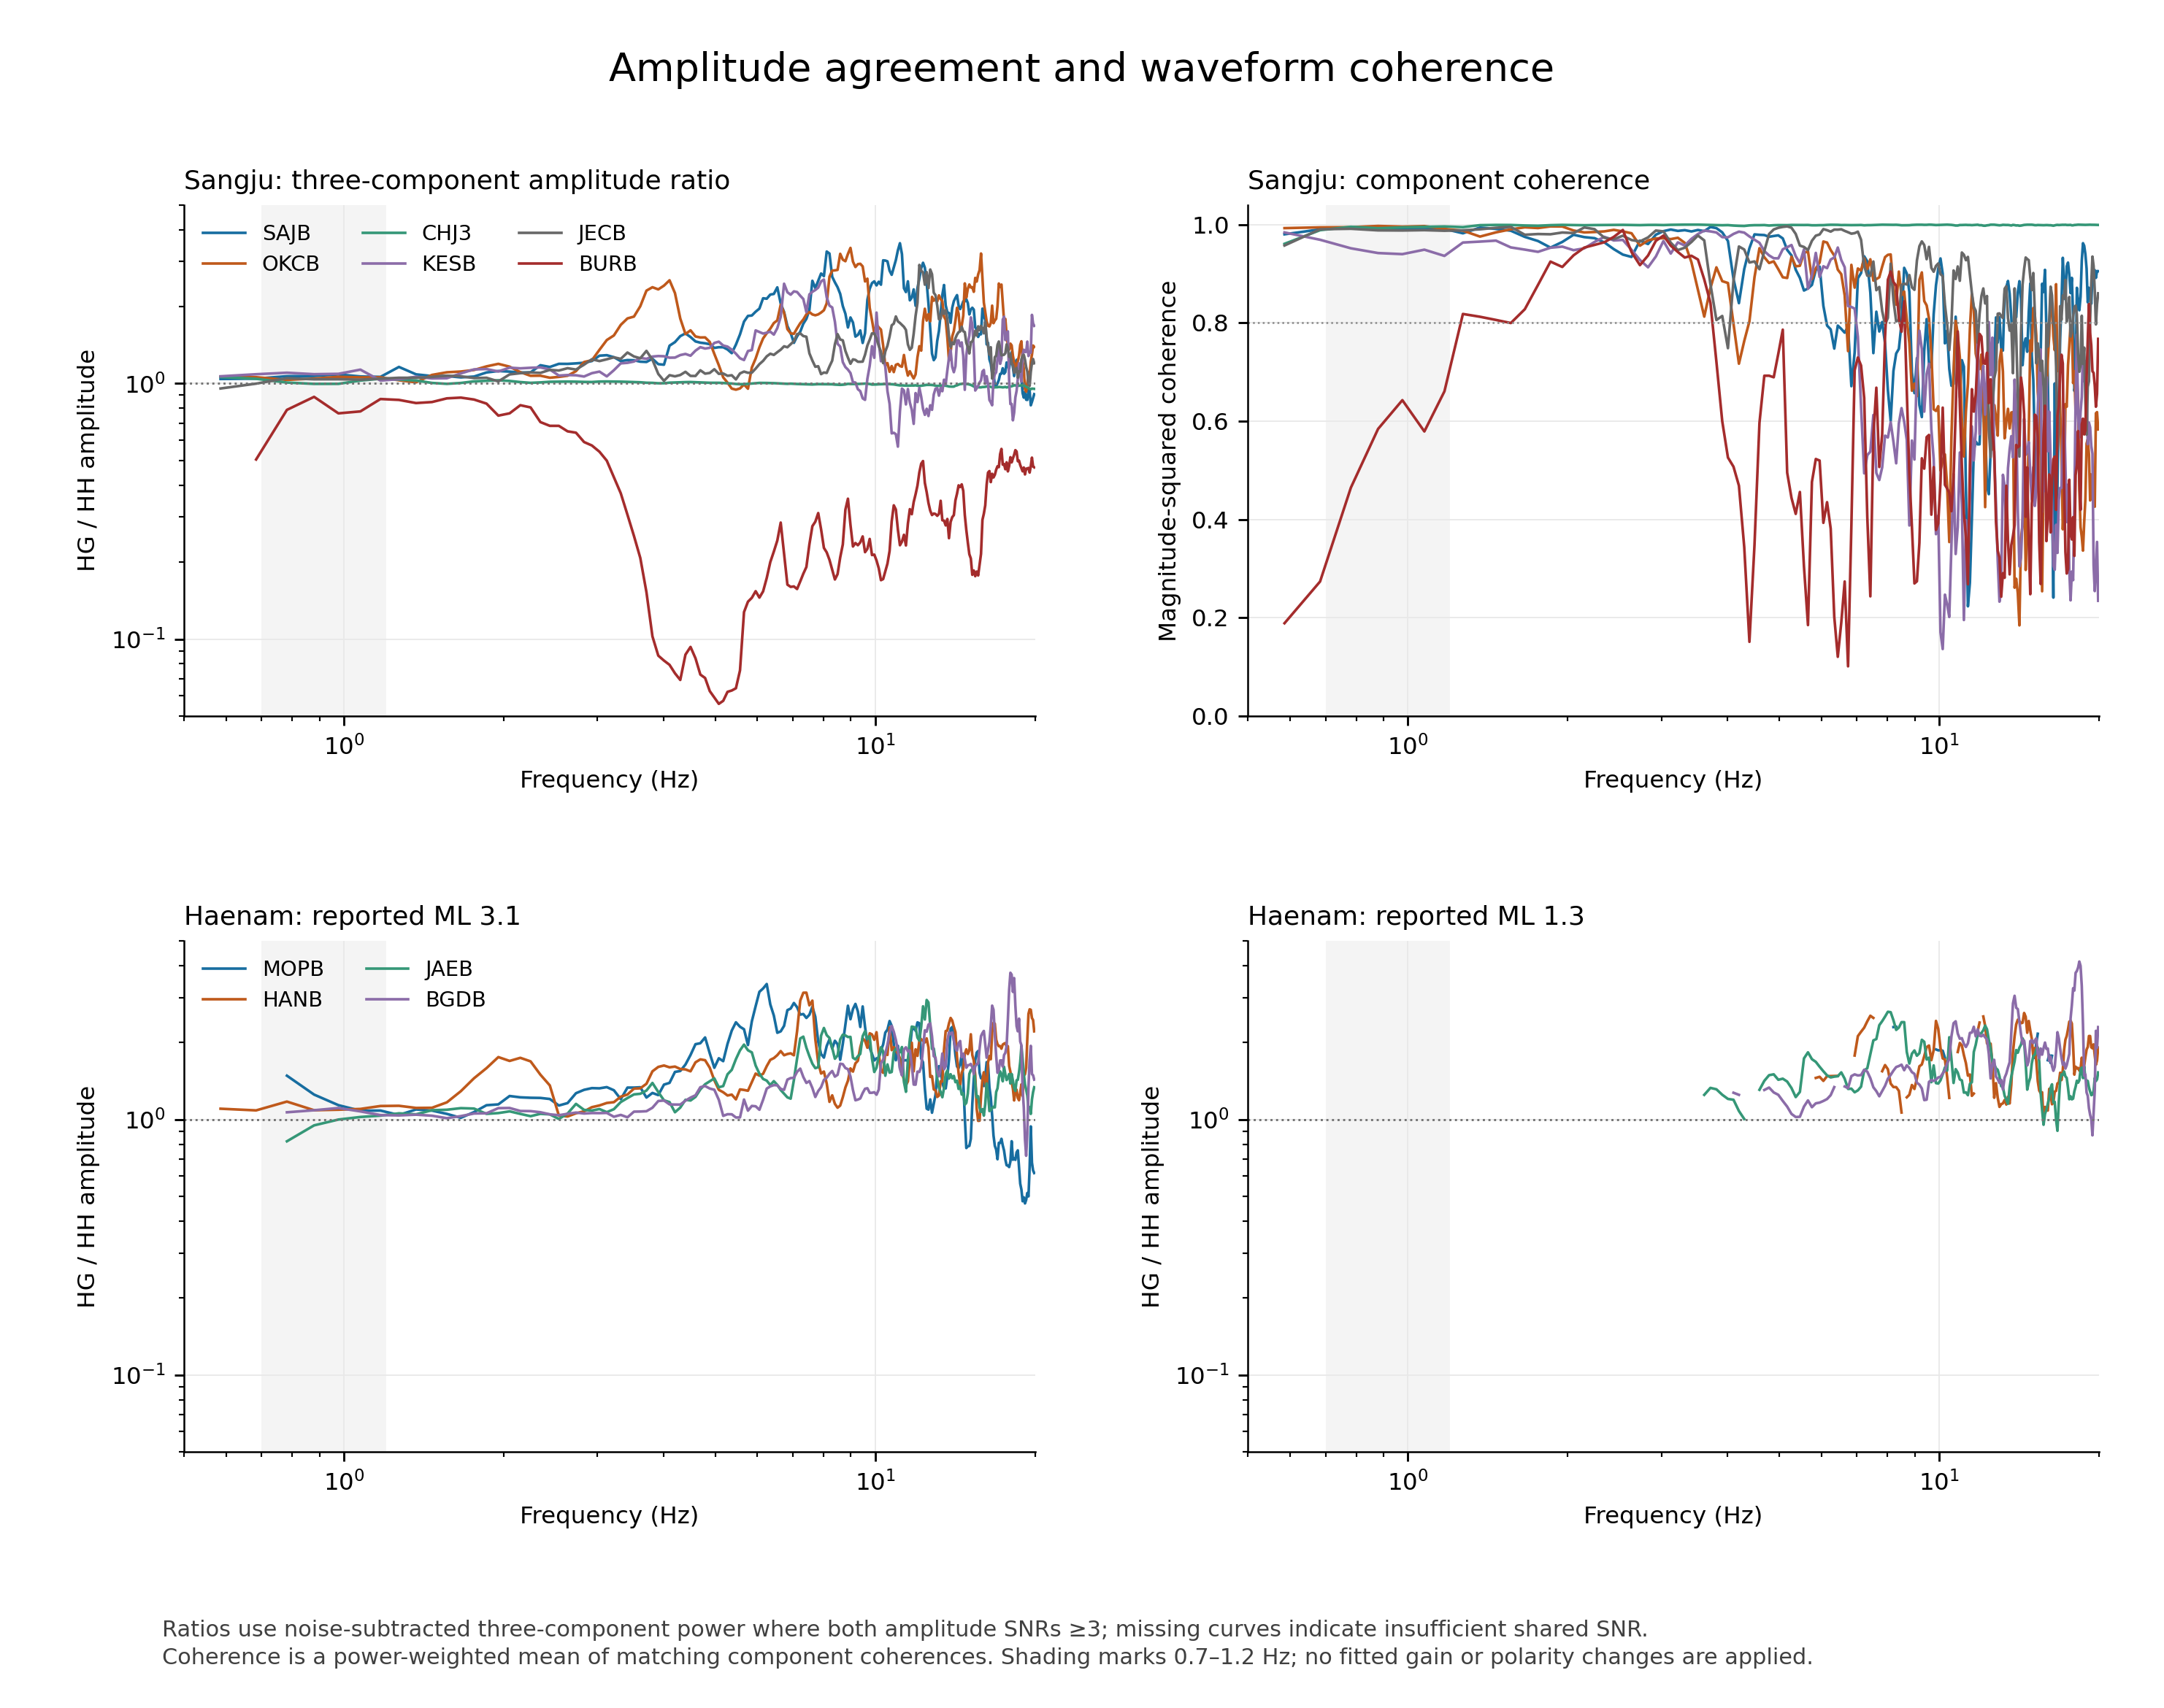 Amplitude agreement and waveform coherence
Sangju: three-component amplitude ratio
SAJB
OKCB
CHJ3
KESB
JECB
BURB
HG / HH amplitude
10⁰
10⁻¹
10⁰
10¹
Frequency (Hz)
Sangju: component coherence
Magnitude-squared coherence
1.0
0.8
0.6
0.4
0.2
0.0
10⁰
10¹
Frequency (Hz)
Haenam: reported ML 3.1
MOPB
HANB
JAEB
BGDB
HG / HH amplitude
10⁰
10⁻¹
10⁰
10¹
Frequency (Hz)
Haenam: reported ML 1.3
HG / HH amplitude
10⁰
10⁻¹
10⁰
10¹
Frequency (Hz)
Ratios use noise-subtracted three-component power where both amplitude SNRs ≥3; missing curves indicate insufficient shared SNR.
Coherence is a power-weighted mean of matching component coherences. Shading marks 0.7–1.2 Hz; no fitted gain or polarity changes are applied.